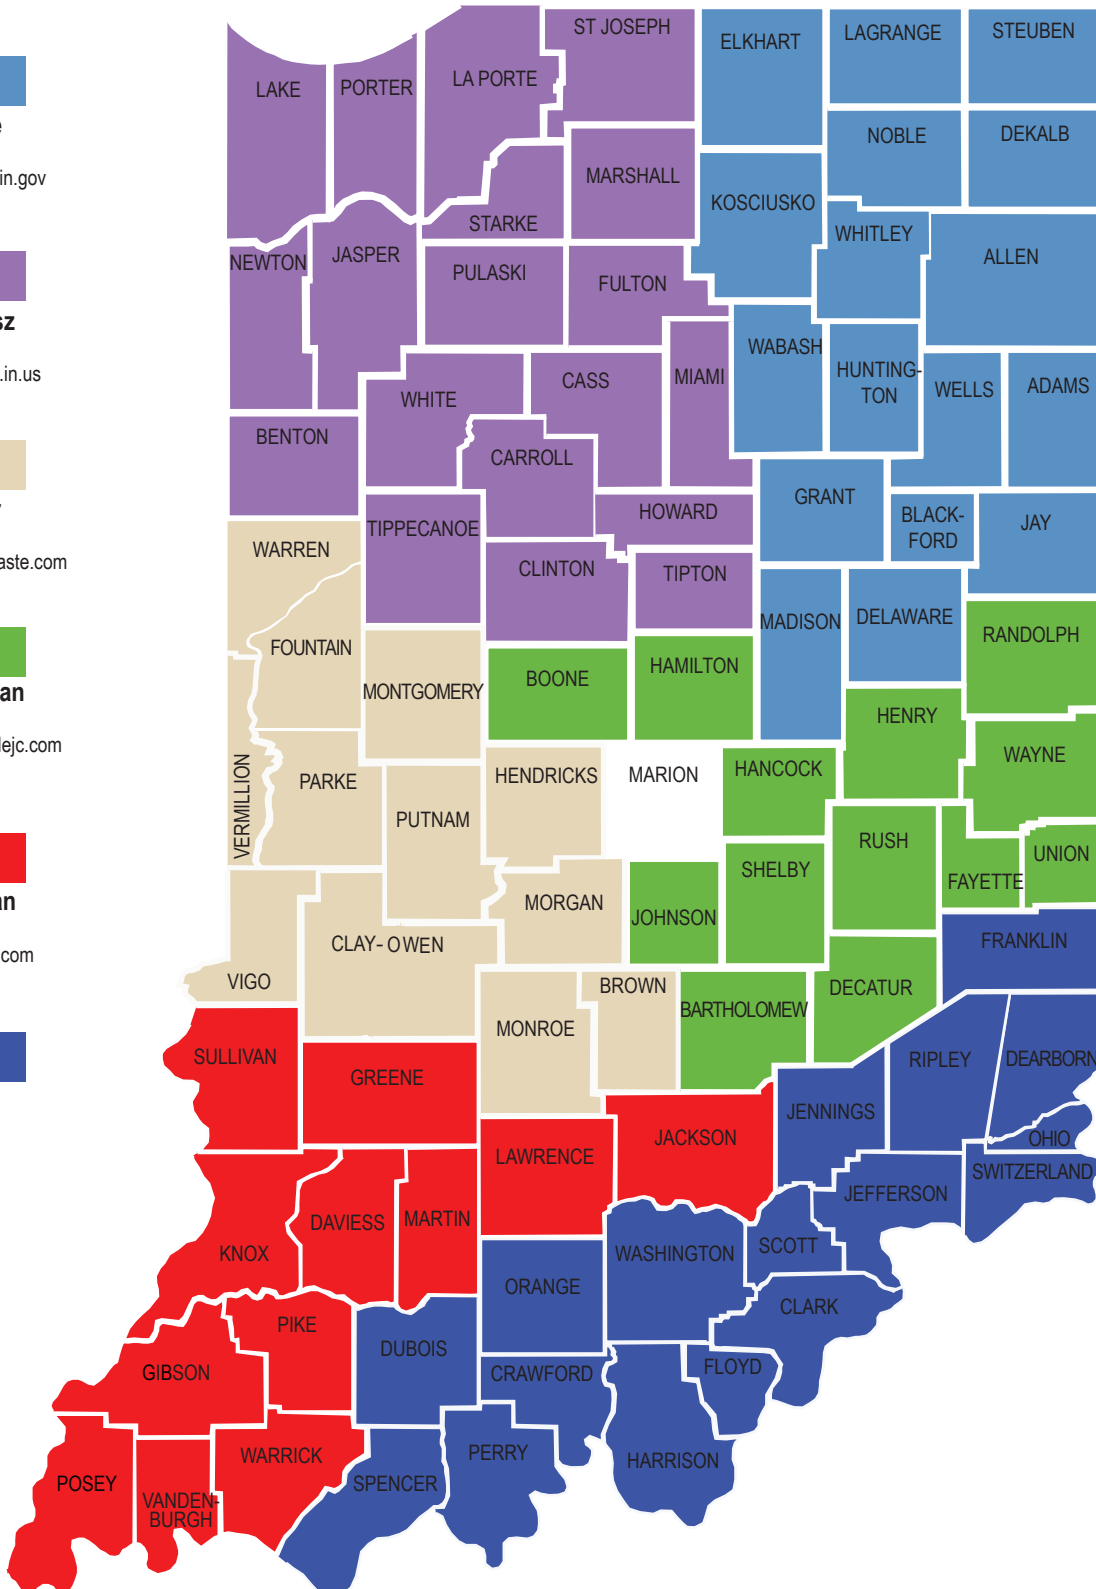 e
in.gov
sz
.in.us
aste.com
an
lejc.com
an
.com
ST JOSEPH
ELKHART
LAGRANGE
STEUBEN
LAKE
PORTER
LA PORTE
NOBLE
DEKALB
MARSHALL
KOSCIUSKO
STARKE
WHITLEY
NEWTON
JASPER
PULASKI
FULTON
ALLEN
WABASH
HUNTING-
TON
WELLS
ADAMS
WHITE
CASS
MIAMI
BENTON
CARROLL
GRANT
HOWARD
BLACK-
FORD
JAY
TIPPECANOE
WARREN
CLINTON
TIPTON
MADISON
DELAWARE
RANDOLPH
FOUNTAIN
MONTGOMERY
BOONE
HAMILTON
HENRY
WAYNE
VERMILLION
PARKE
PUTNAM
HENDRICKS
MARION
HANCOCK
RUSH
UNION
FAYETTE
SHELBY
MORGAN
JOHNSON
CLAY- OWEN
FRANKLIN
VIGO
BROWN
BARTHOLOMEW
DECATUR
MONROE
SULLIVAN
GREENE
RIPLEY
DEARBORN
JENNINGS
OHIO
JACKSON
LAWRENCE
SWITZERLAND
JEFFERSON
DAVIESS
MARTIN
KNOX
WASHINGTON
SCOTT
ORANGE
CLARK
PIKE
DUBOIS
GIBSON
CRAWFORD
FLOYD
WARRICK
PERRY
HARRISON
POSEY
SPENCER
VANDEN-
BURGH